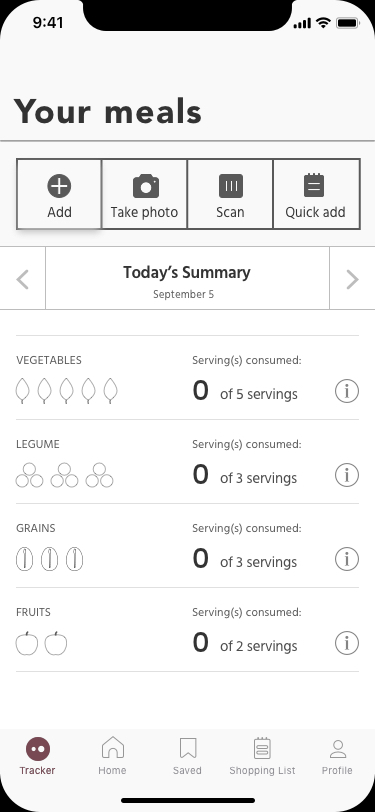 9:41
Your meals
Add
Take photo
Scan
Quick add
Today's Summary
September 5
VEGETABLES
Serving(s) consumed:
0 of 5 servings
LEGUME
Serving(s) consumed:
0 of 3 servings
GRAINS
Serving(s) consumed:
0 of 3 servings
FRUITS
Serving(s) consumed:
0 of 2 servings
Tracker
Home
Saved
Shopping List
Profile